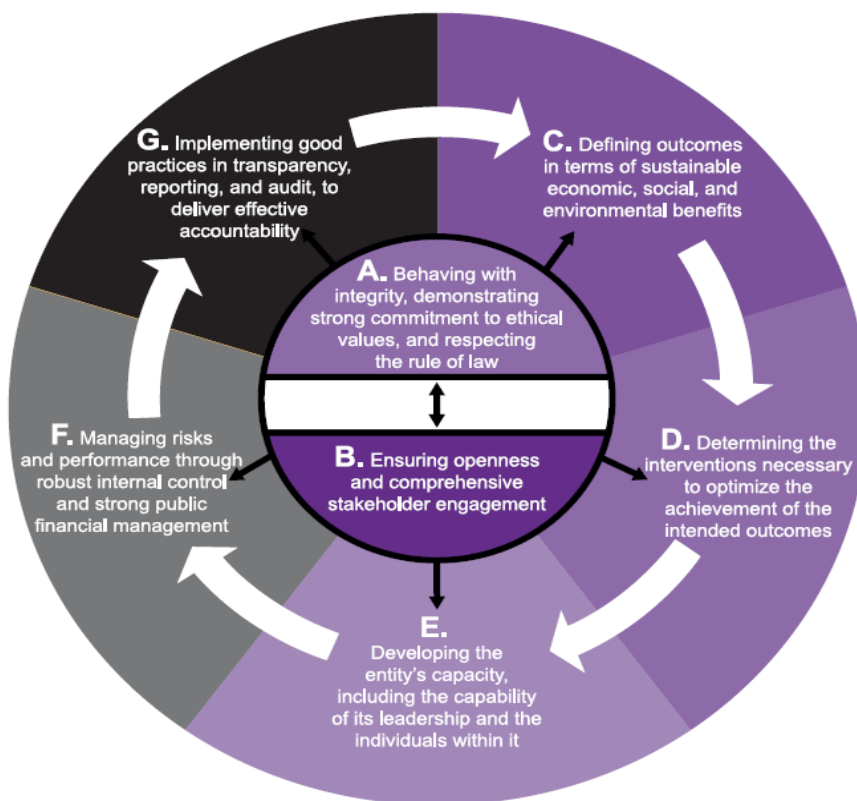 G. Implementing good
practices in transparency,
reporting, and audit, to
deliver effective
accountability
C. Defining outcomes
in terms of sustainable
economic, social, and
environmental benefits
A. Behaving with
integrity, demonstrating
strong commitment to ethical
values, and respecting
the rule of law
F. Managing risks
and performance through
robust internal control
and strong public
financial management
B. Ensuring openness
and comprehensive
stakeholder engagement
D. Determining the
interventions necessary
to optimize the
achievement of the
intended outcomes
E.
Developing the
entity's capacity,
including the capability
of its leadership and the
individuals within it